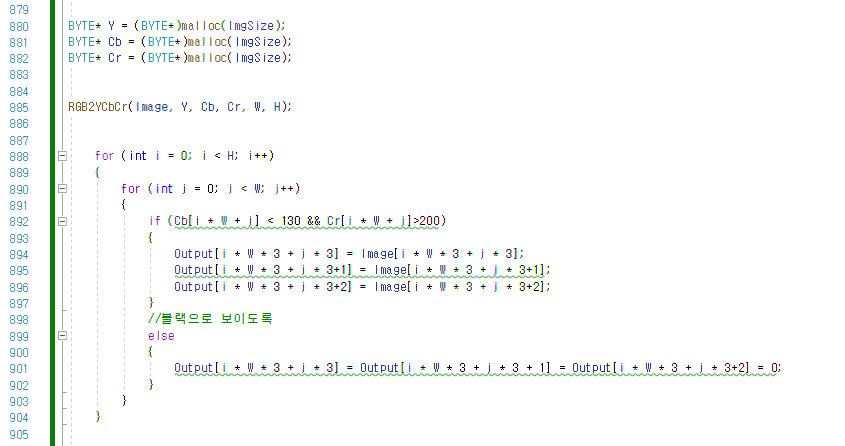 879
880 BYTE* Y = (BYTE*)malloc(ImgSize);
881 BYTE* Cb = (BYTE*)malloc(ImgSize);
882 BYTE* Cr = (BYTE*)malloc(ImgSize);
883
884
885 RGB2YCbCr(Image, Y, Cb, Cr, W, H);
886
887
888 for (int i = 0; i < H; i++)
889 {
890 for (int j = 0; j < W; j++)
891 {
892 if (Cb[i * W + j] < 130 && Cr[i * W + j]>200)
893 {
894 Output[i * W * 3 + j * 3] = Image[i * W * 3 + j * 3];
895 Output[i * W * 3 + j * 3+1] = Image[i * W * 3 + j * 3+1];
896 Output[i * W * 3 + j * 3+2] = Image[i * W * 3 + j * 3+2];
897 }
898 //블랙으로 보이도록
899 else
900 {
901 Output[i * W * 3 + j * 3] = Output[i * W * 3 + j * 3 + 1] = Output[i * W * 3 + j * 3+2] = 0;
902 }
903 }
904 }
905